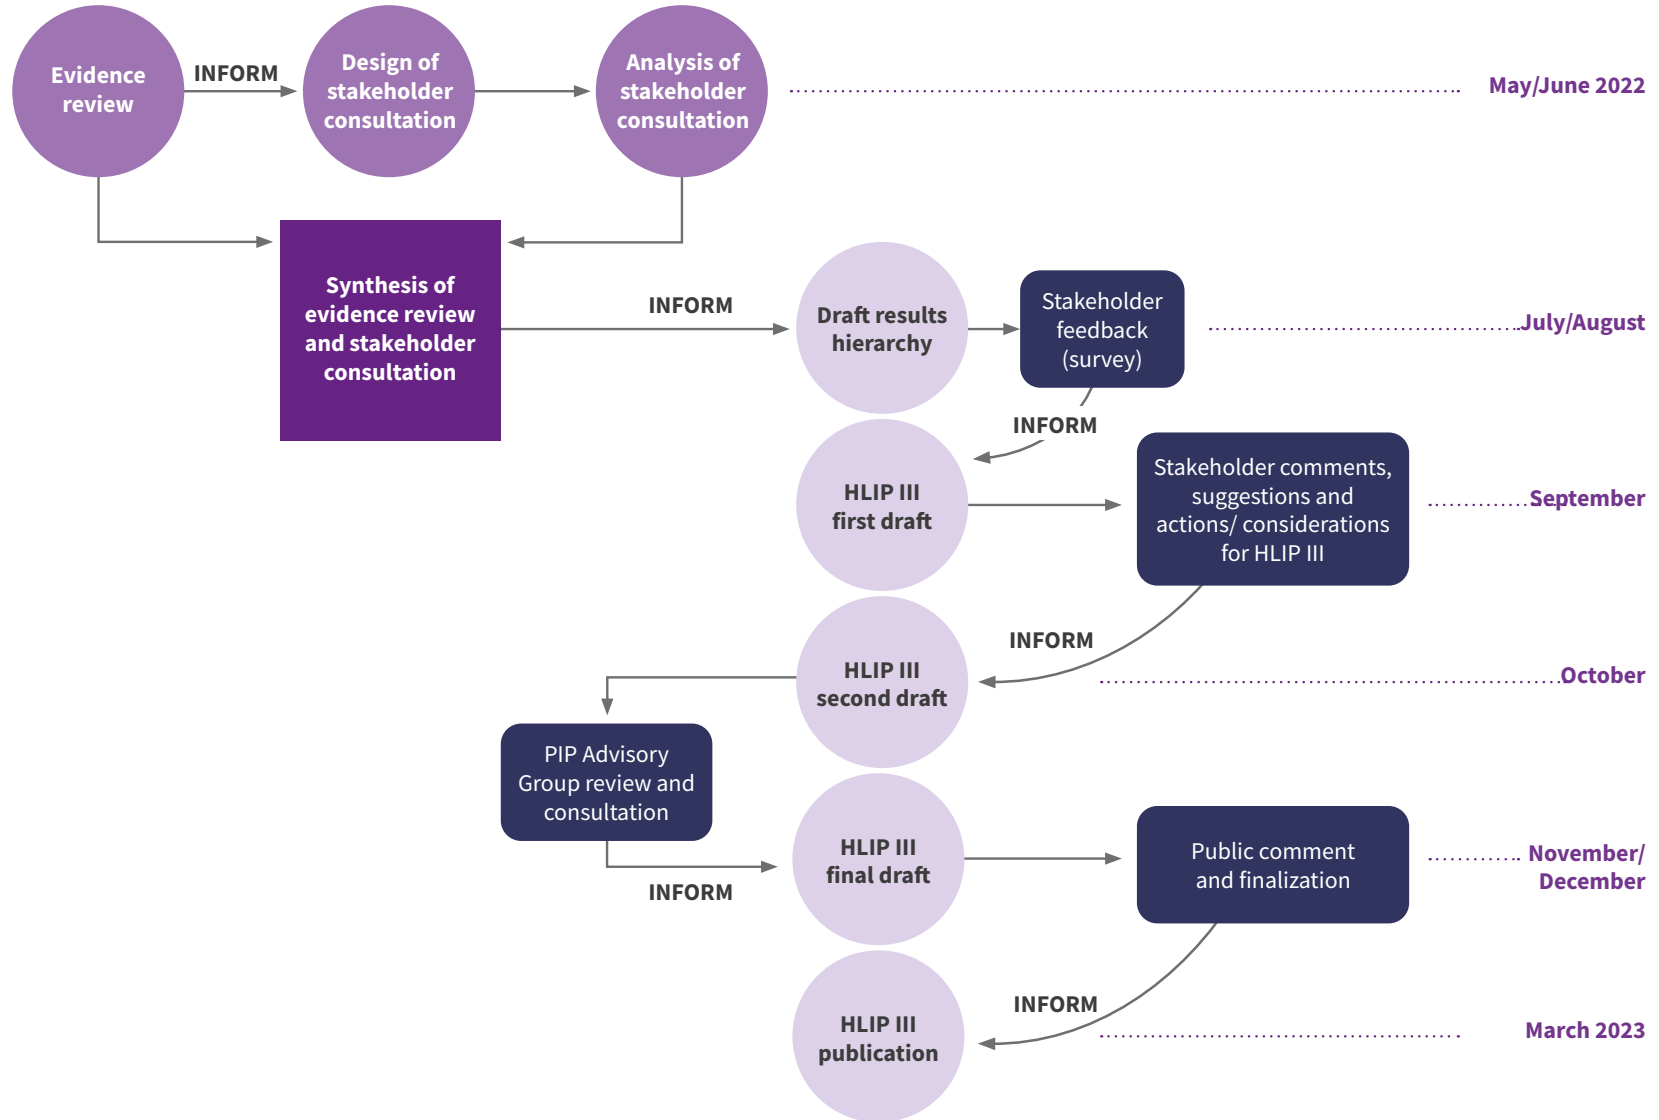 Evidence
review
INFORM
Design of
stakeholder
consultation
Analysis of
stakeholder
consultation
May/June 2022
Synthesis of
evidence review
and stakeholder
consultation
INFORM
Draft results
hierarchy
Stakeholder
feedback
(survey)
July/August
INFORM
HLIP III
first draft
Stakeholder comments,
suggestions and
actions/ considerations
for HLIP III
September
INFORM
HLIP III
second draft
October
PIP Advisory
Group review and
consultation
INFORM
HLIP III
final draft
Public comment
and finalization
November/
December
INFORM
HLIP III
publication
March 2023